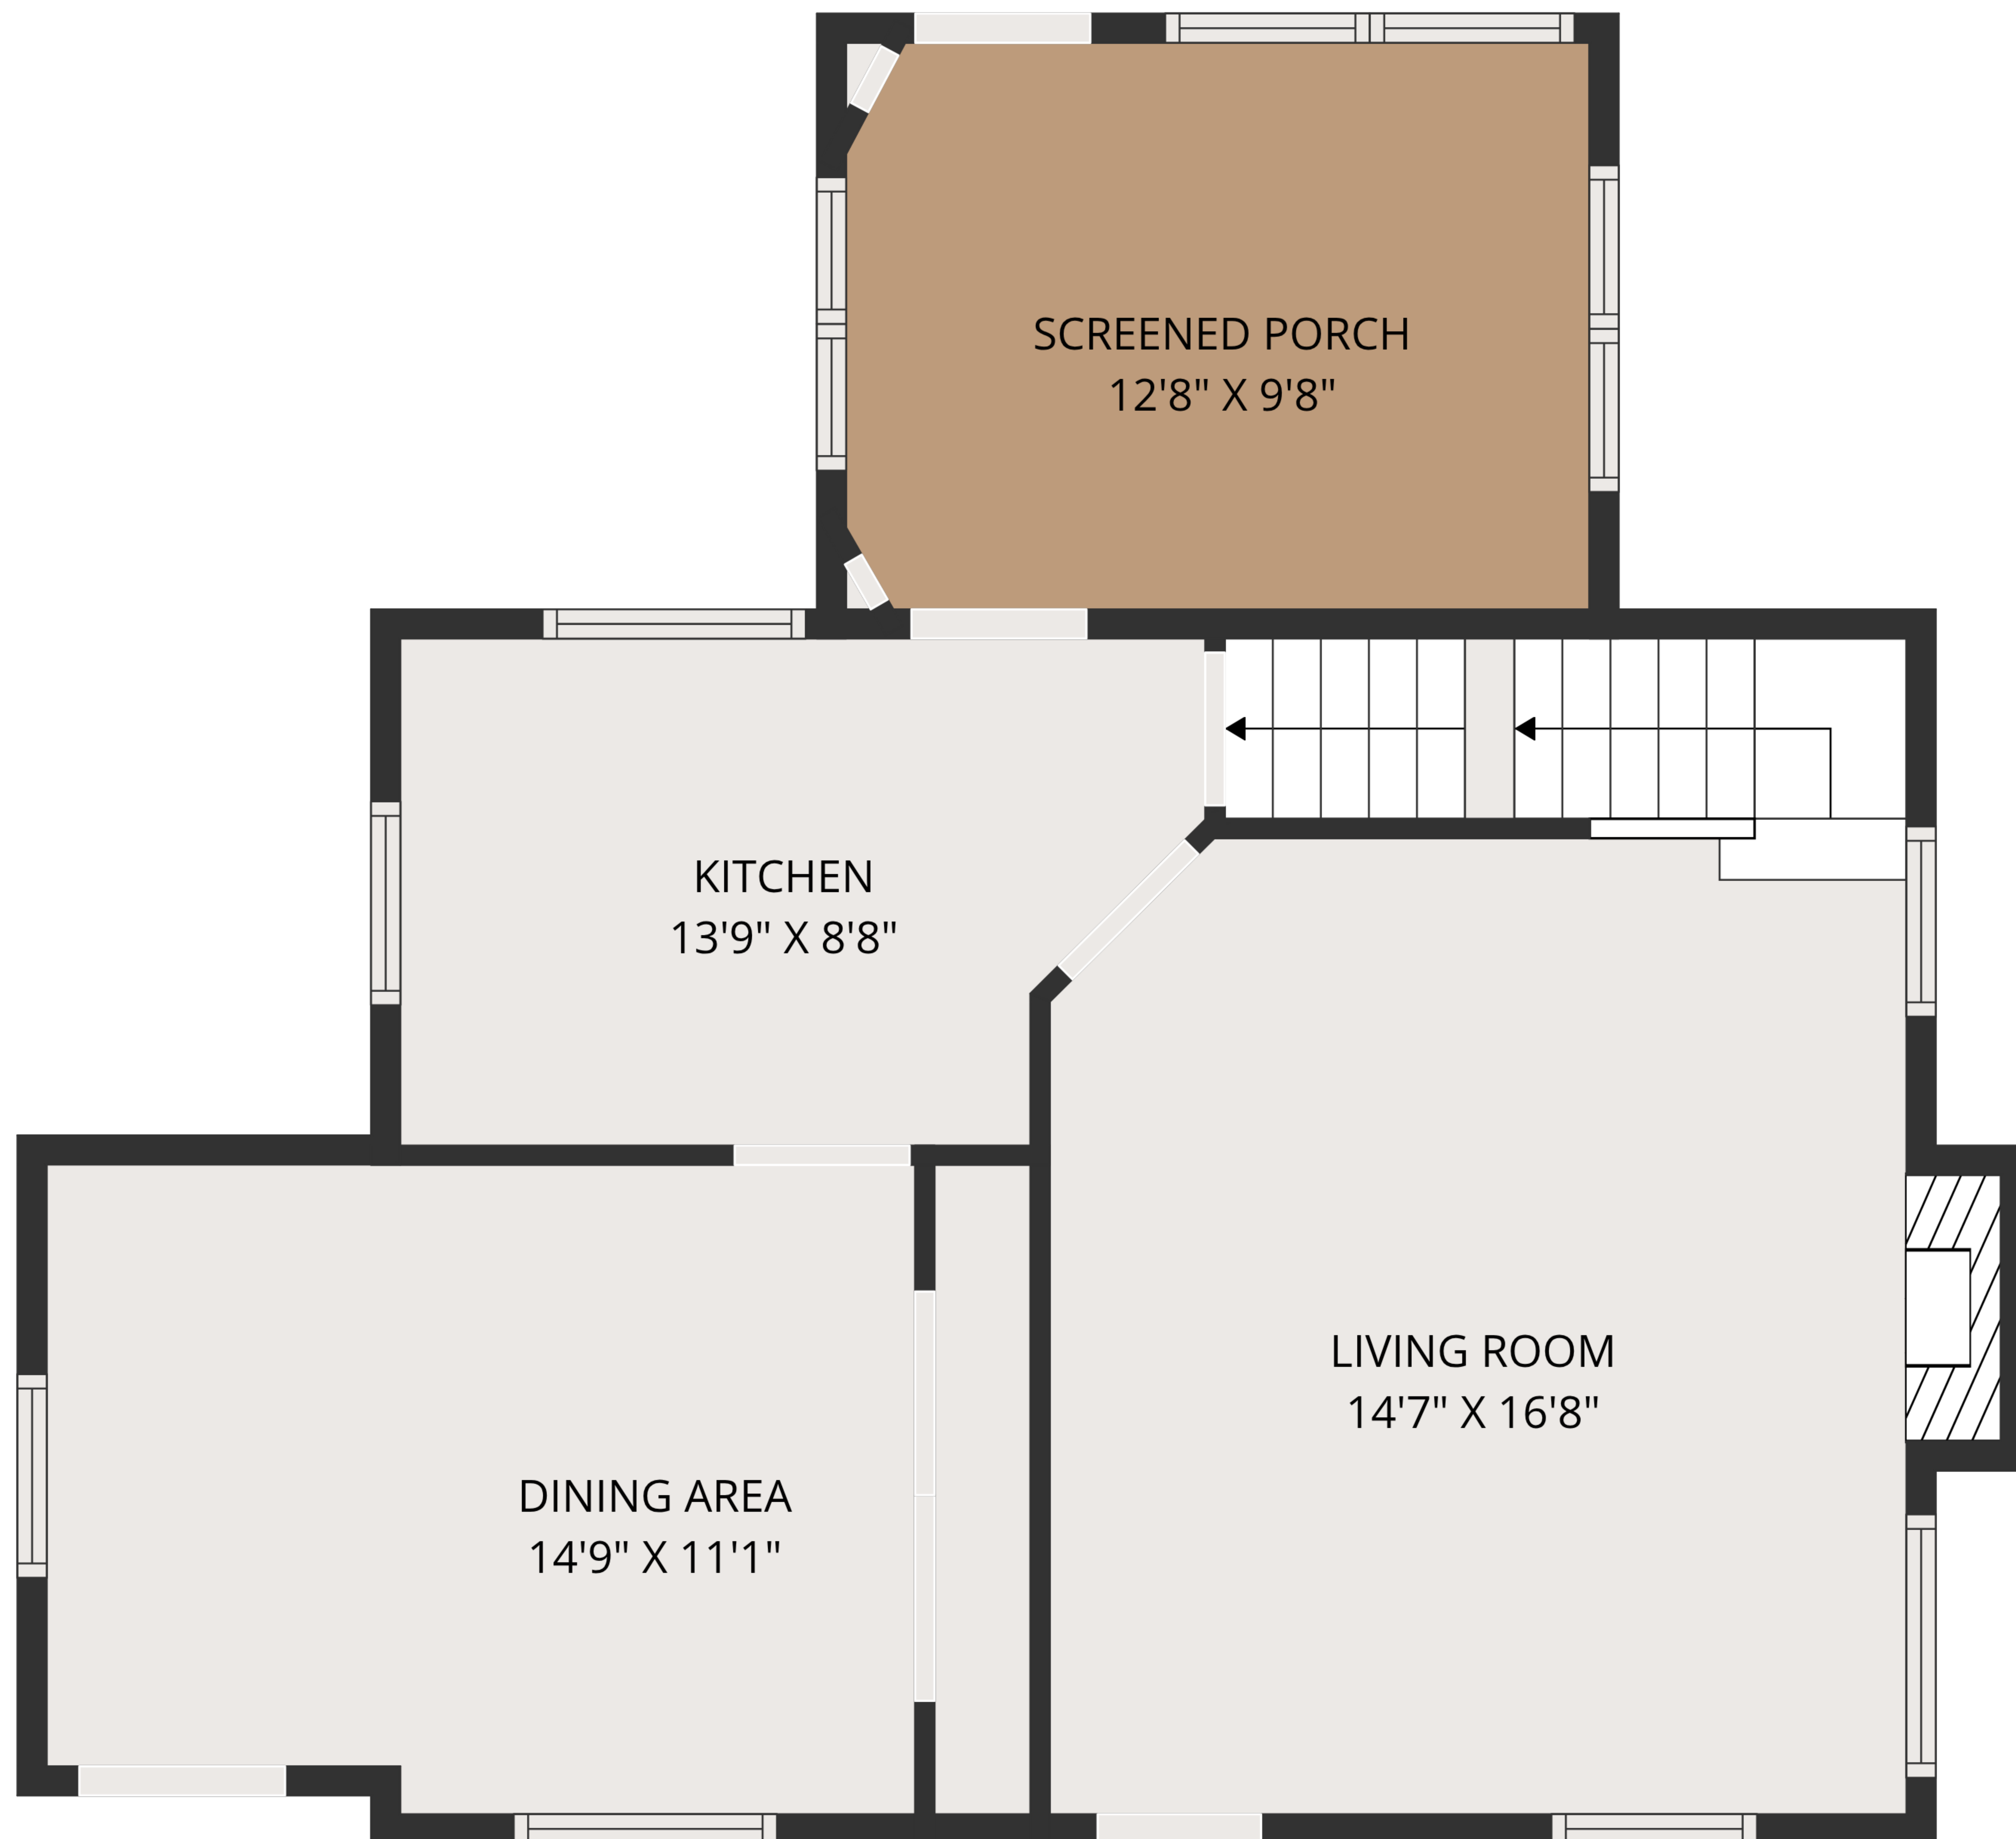 SCREENED PORCH
12'8" X 9'8"
KITCHEN
13'9" X 8'8"
LIVING ROOM
14'7" X 16'8"
DINING AREA
14'9" X 11'1"